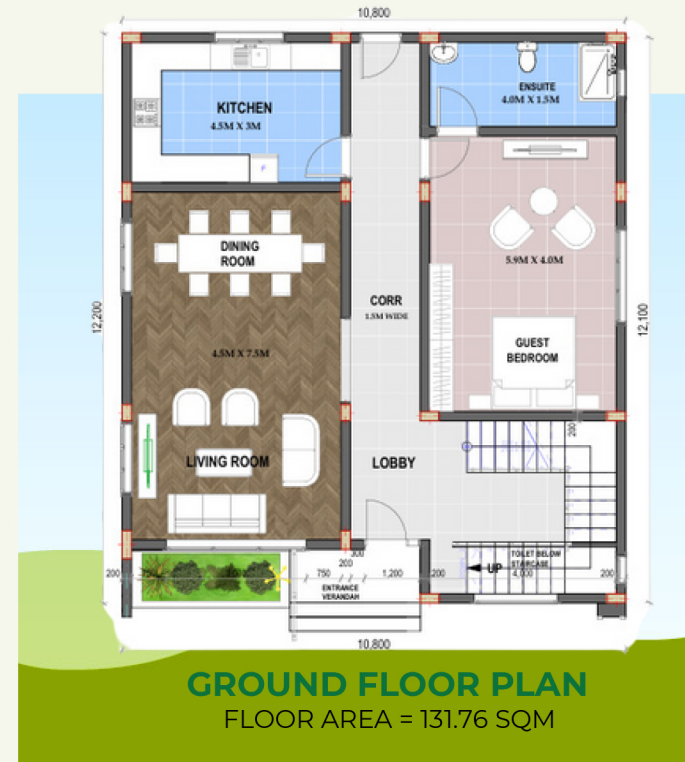 10,800
ENSUITE
4.0M X 1.5M
KITCHEN
4.5M X 3M
F
DINING
ROOM
5.9M X 4.0M
CORR
1.5M WIDE
12,200
12,100
4.5M X 7.5M
GUEST
BEDROOM
200
LIVING ROOM
LOBBY
300
200
TOILET BELOW
STAIRCASE
UP
200
750
1,200
200
4,000
200
ENTRANCE
VERANDAH
10,800
GROUND FLOOR PLAN
FLOOR AREA = 131.76 SQM